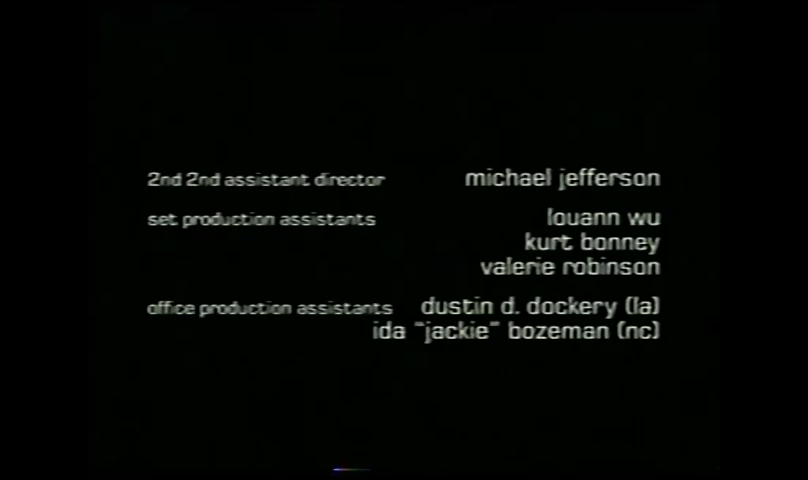 2nd 2nd assistant director michael jefferson
set production assistants louann wu
kurt bonney
valerie robinson
office production assistants dustin d. dockery (la)
ida "jackie" bozeman (nc)